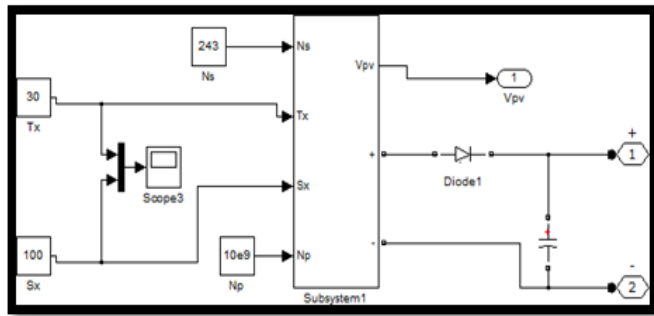 243
Ns
Ns
Vpv
1
Vpv
30
Tx
Tx
Scope3
+
Diode1
+
1
Sx
+
100
Sx
10e9
Np
Np
-
-
2
Subsystem1